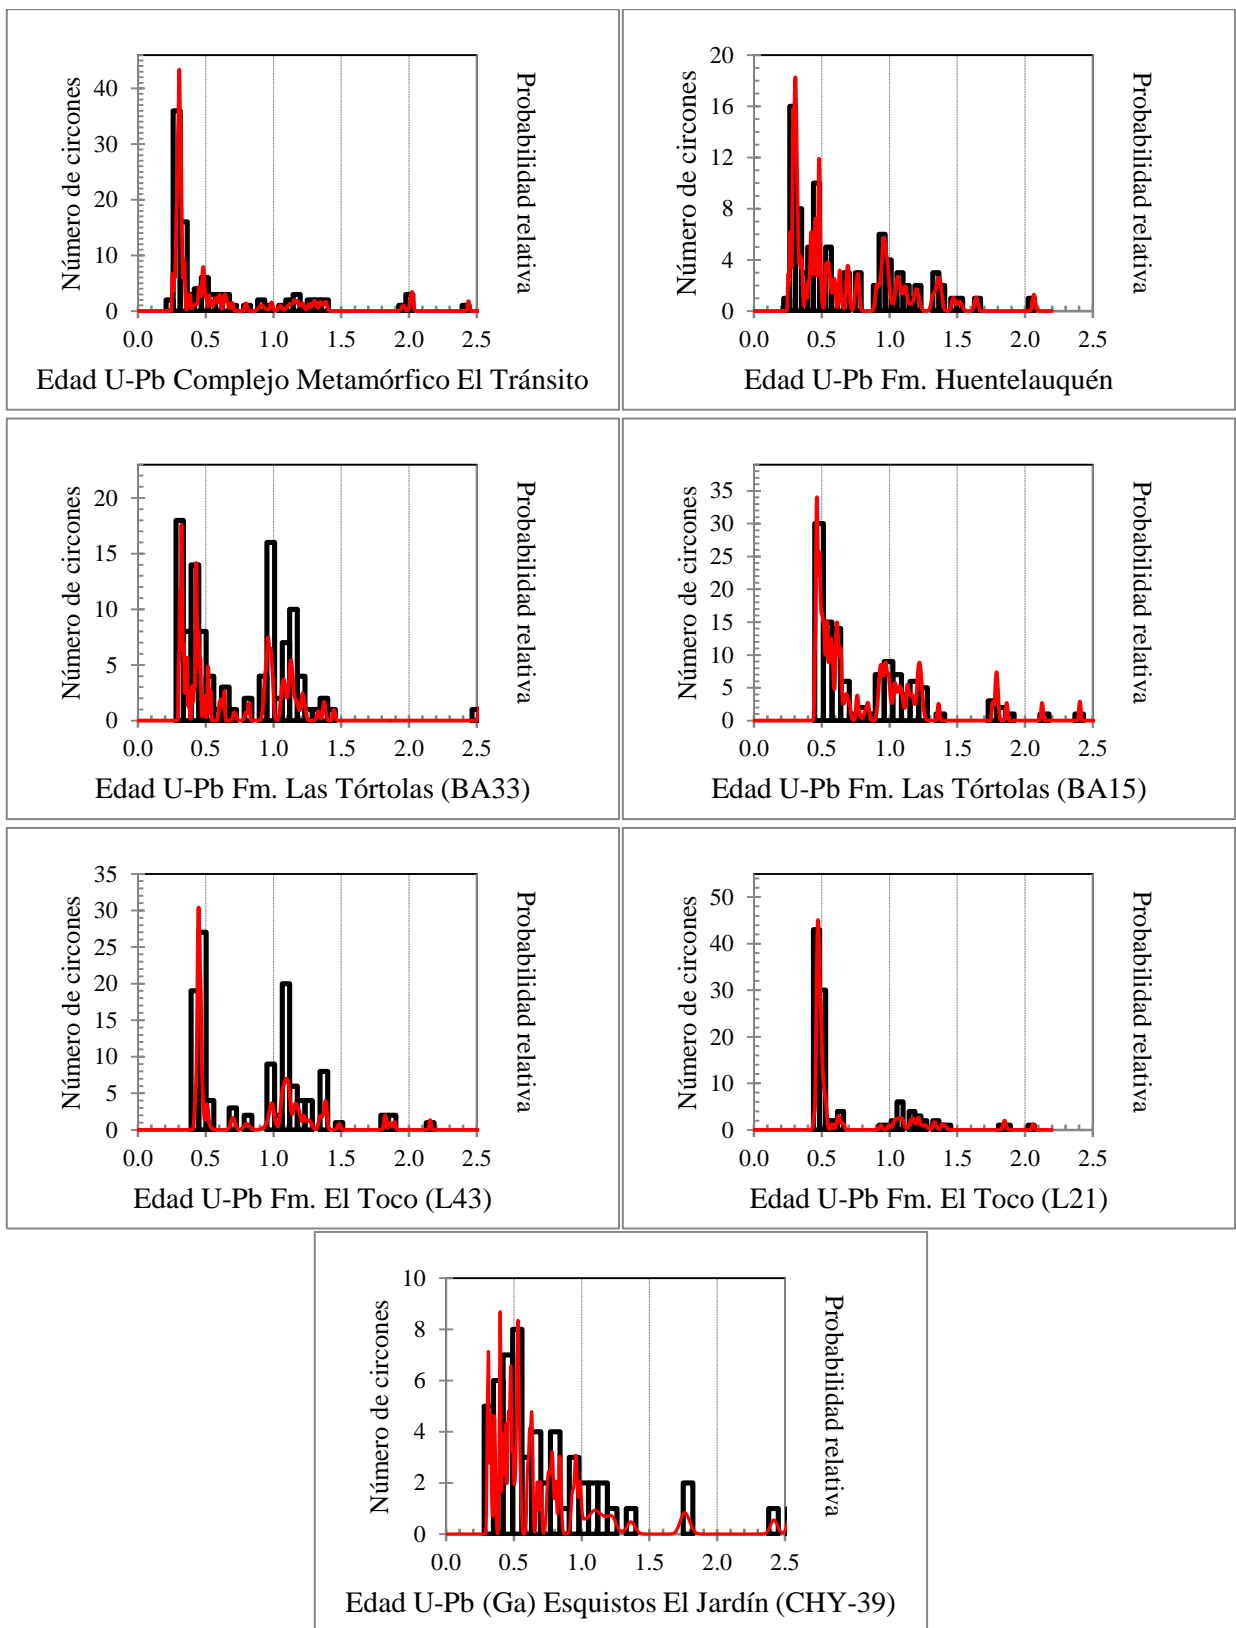 Número de circones
40
30
20
10
0
0.0 0.5 1.0 1.5 2.0 2.5
Probabilidad relativa
Edad U-Pb Complejo Metamórfico El Tránsito
Número de circones
20
16
12
8
4
0
0.0 0.5 1.0 1.5 2.0 2.5
Probabilidad relativa
Edad U-Pb Fm. Huentelauquén
Número de circones
20
15
10
5
0
0.0 0.5 1.0 1.5 2.0 2.5
Probabilidad relativa
Edad U-Pb Fm. Las Tórtolas (BA33)
Número de circones
35
30
25
20
15
10
5
0
0.0 0.5 1.0 1.5 2.0 2.5
Probabilidad relativa
Edad U-Pb Fm. Las Tórtolas (BA15)
Número de circones
35
30
25
20
15
10
5
0
0.0 0.5 1.0 1.5 2.0 2.5
Probabilidad relativa
Edad U-Pb Fm. El Toco (L43)
Número de circones
50
40
30
20
10
0
0.0 0.5 1.0 1.5 2.0 2.5
Probabilidad relativa
Edad U-Pb Fm. El Toco (L21)
Número de circones
10
8
6
4
2
0
0.0 0.5 1.0 1.5 2.0 2.5
Probabilidad relativa
Edad U-Pb (Ga) Esquistos El Jardín (CHY-39)